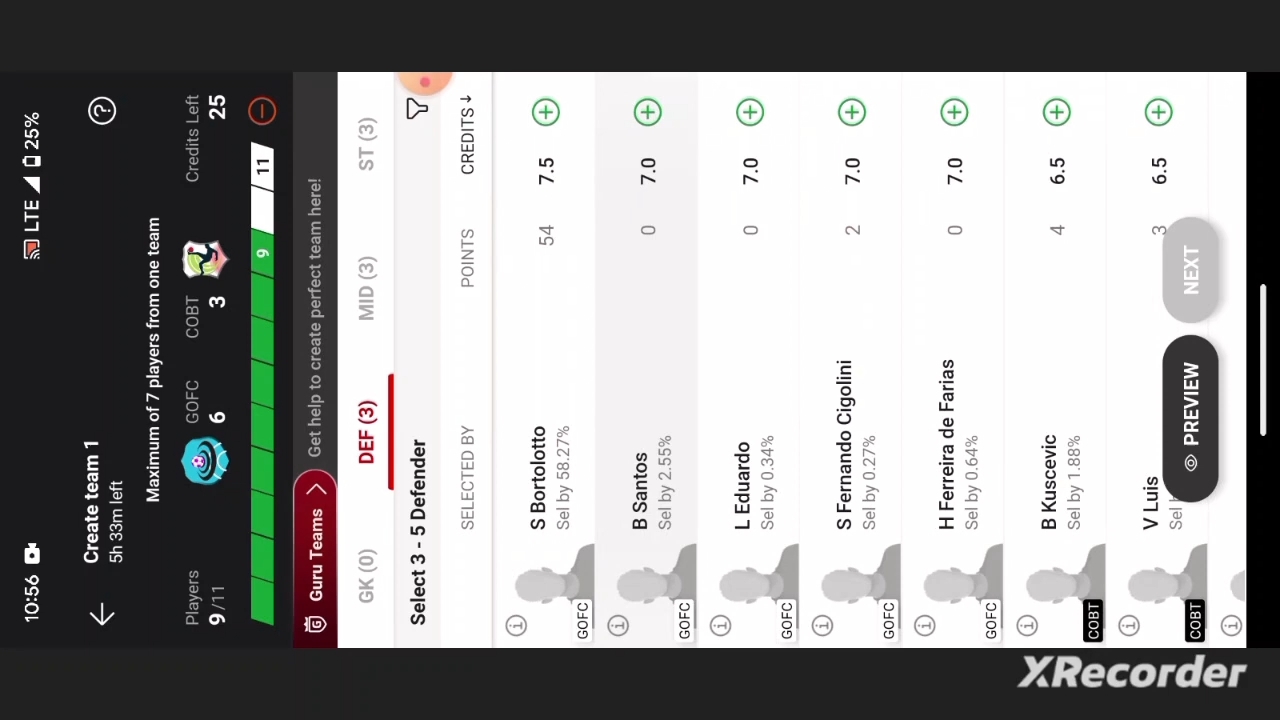 10:56 LTE 25%
Create team 1
5h 33m left
Maximum of 7 players from one team
Players GOFC COBT Credits Left
9/11 6 3 25
9 11
Guru Teams Get help to create perfect team here!
GK (0) DEF (3) MID (3) ST (3)
Select 3 - 5 Defender
SELECTED BY POINTS CREDITS
S Bortolotto 54 7.5
Sel by 58.27%
GOFC
B Santos 0 7.0
Sel by 2.55%
GOFC
L Eduardo 0 7.0
Sel by 0.34%
GOFC
S Fernando Cigolini 2 7.0
Sel by 0.27%
GOFC
H Ferreira de Farias 0 7.0
Sel by 0.64%
GOFC
B Kuscevic 4 6.5
Sel by 1.88%
COBT
V Luis 3 6.5
Sel
COBT
PREVIEW NEXT
XRecorder